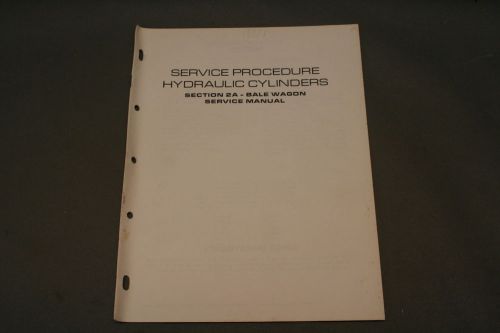 SERVICE PROCEDURE
HYDRAULIC CYLINDERS
SECTION 2A - BALE WAGON
SERVICE MANUAL